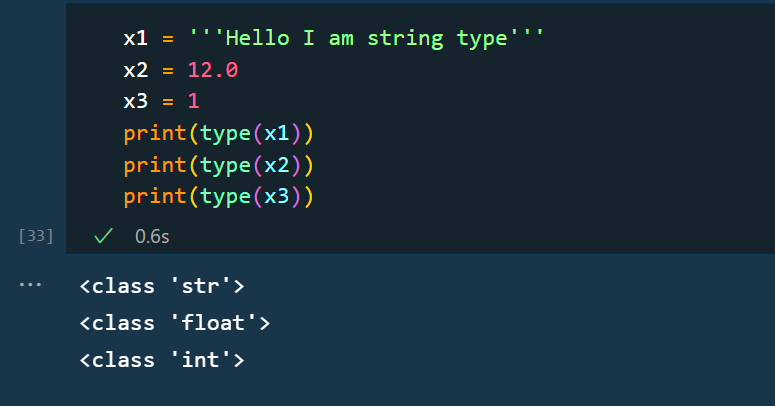 x1 = '''Hello I am string type'''
x2 = 12.0
x3 = 1
print(type(x1))
print(type(x2))
print(type(x3))
[33] ✓ 0.6s
... <class 'str'>
<class 'float'>
<class 'int'>